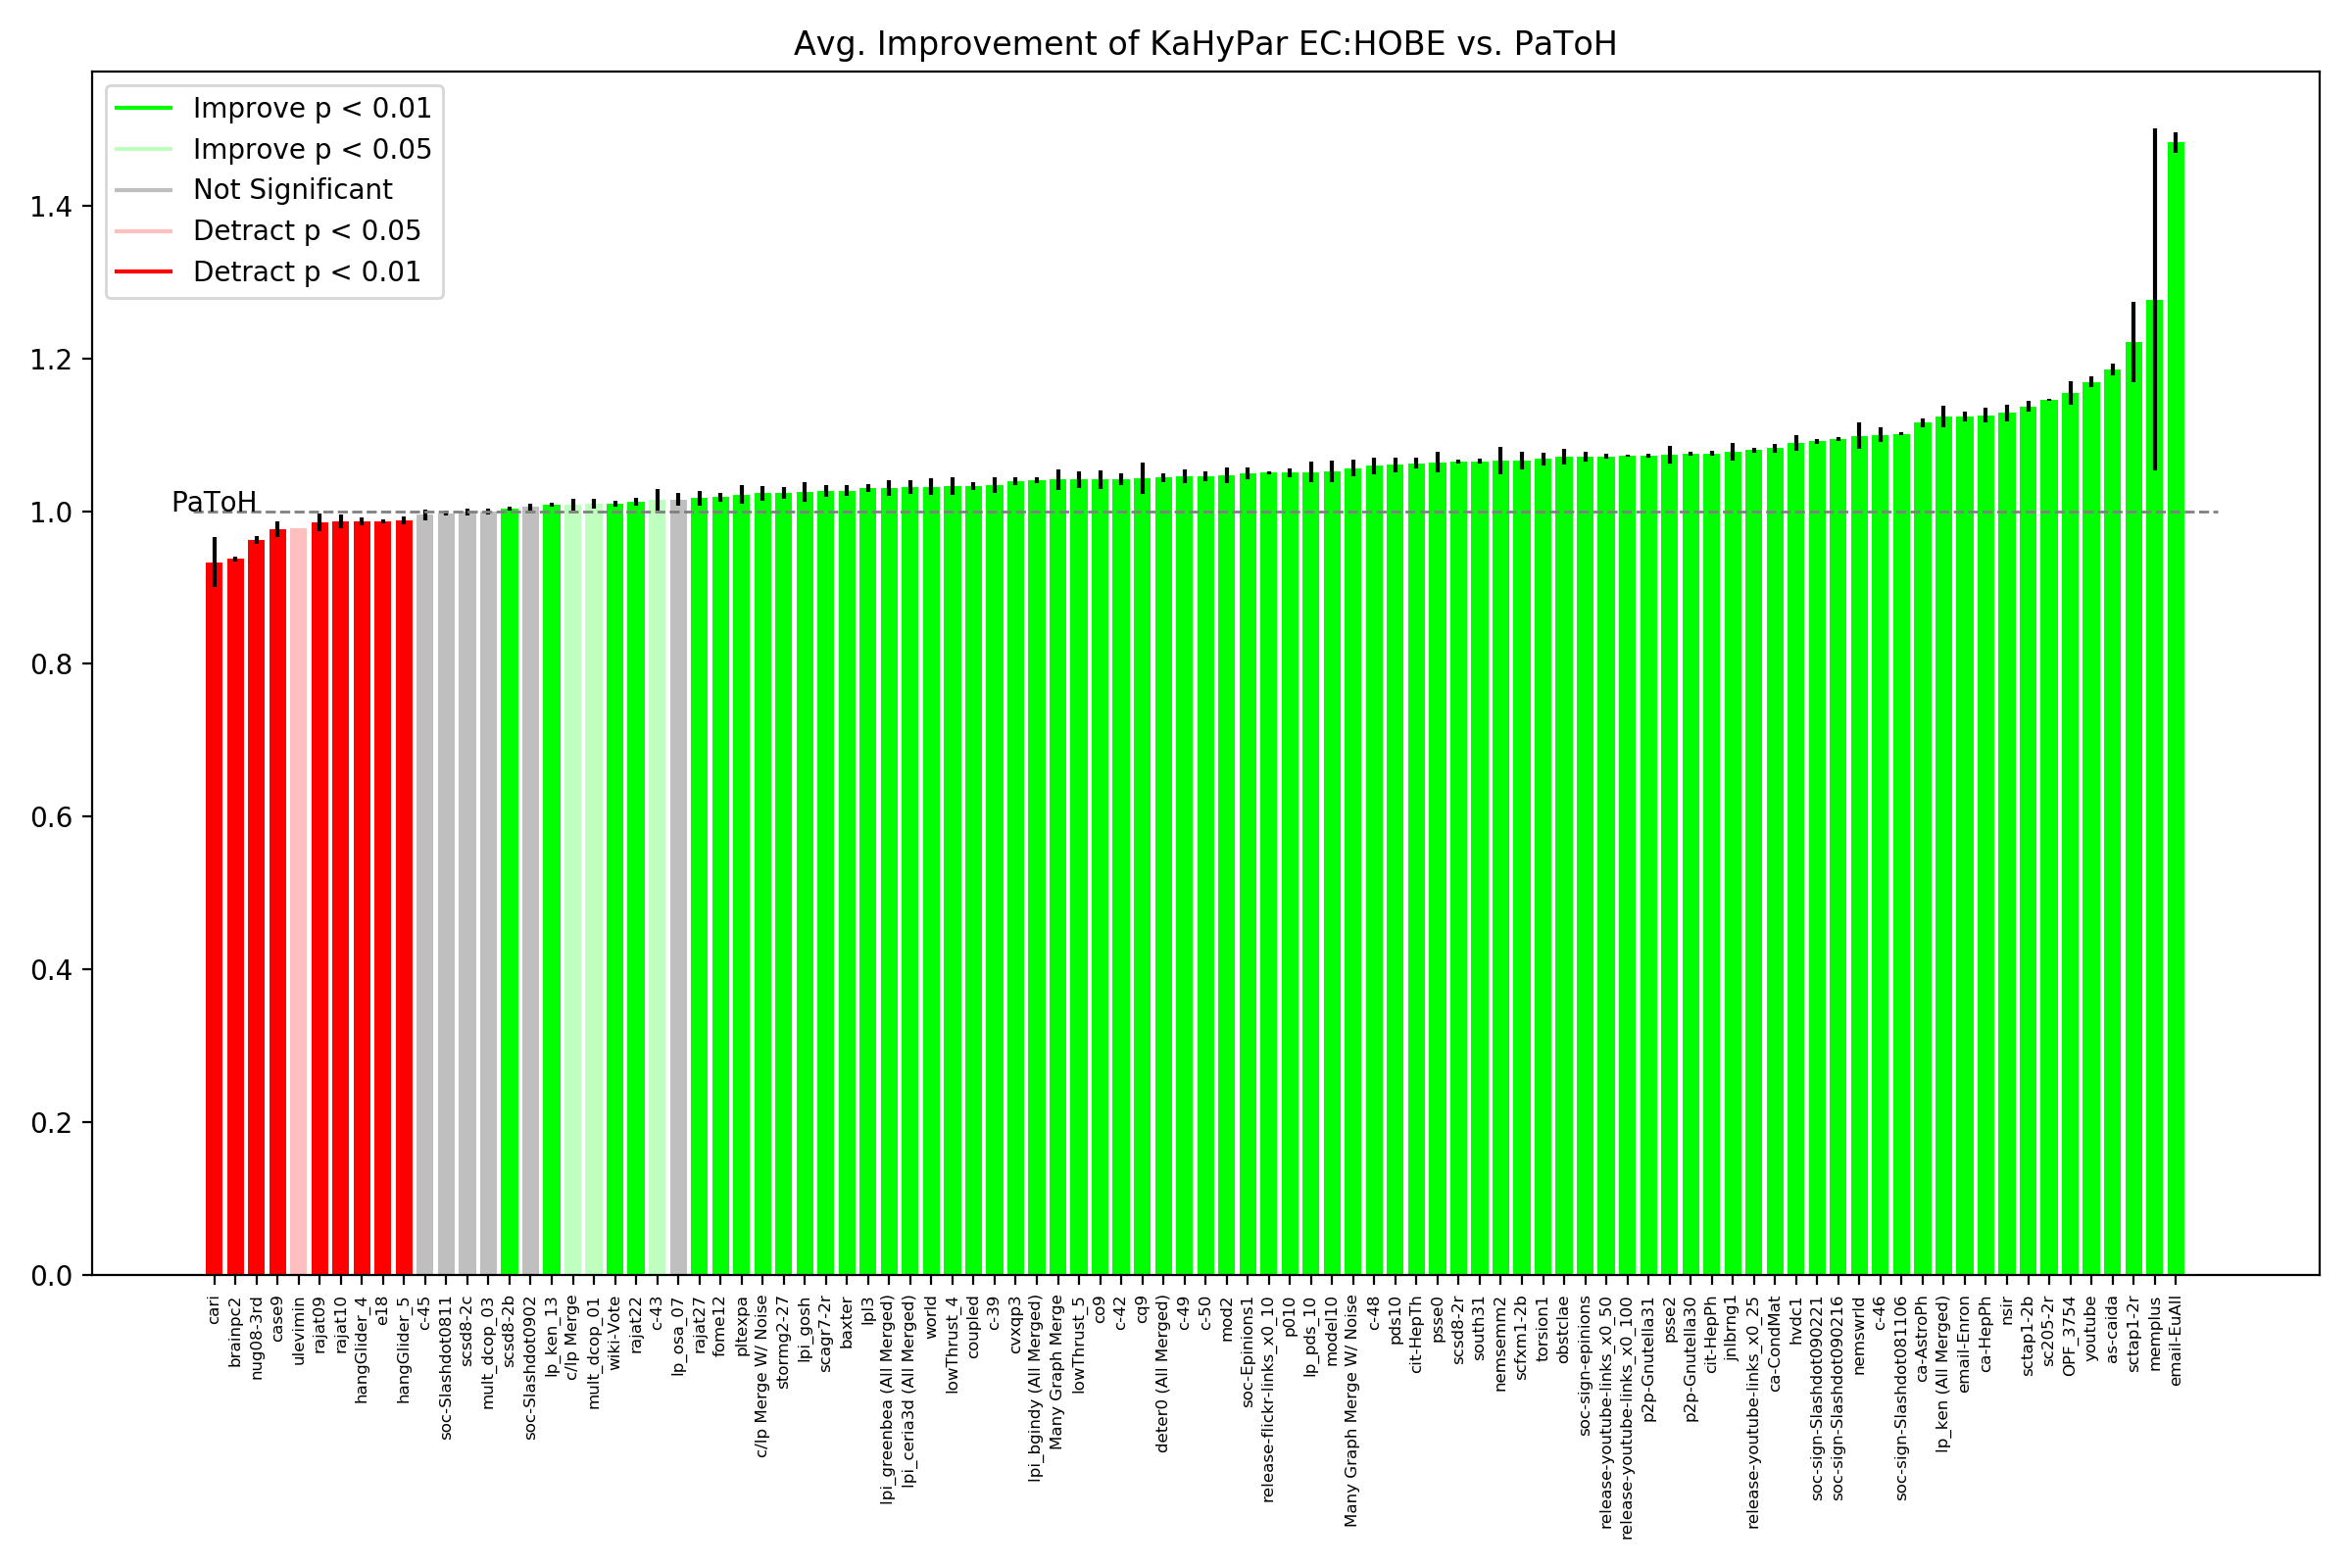 Avg. Improvement of KaHyPar EC:HOBE vs. PaToH
Improve p < 0.01
Improve p < 0.05
Not Significant
Detract p < 0.05
Detract p < 0.01
1.4
1.2
1.0
0.8
0.6
0.4
0.2
0.0
PaToH
cari
brainpc2
nug08-3rd
case9
ulevimin
rajat09
rajat10
hangGlider_4
e18
hangGlider_5
c-45
soc-Slashdot0811
scsd8-2c
mult_dcop_03
scsd8-2b
soc-Slashdot0902
lp_ken_13
c/lp Merge
mult_dcop_01
wiki-Vote
rajat22
c-43
lp_osa_07
rajat27
fome12
pltexpa
c/lp Merge W/ Noise
stormg2-27
lpi_gosh
scagr7-2r
baxter
lpl3
lpi_greenbea (All Merged)
lpi_ceria3d (All Merged)
world
lowThrust_4
coupled
c-39
cvxqp3
lpi_bgindy (All Merged)
Many Graph Merge
lowThrust_5
co9
c-42
cq9
deter0 (All Merged)
c-49
c-50
mod2
soc-Epinions1
release-flickr-links_x0_10
p010
lp_pds_10
model10
Many Graph Merge W/ Noise
c-48
pds10
cit-HepTh
psse0
scsd8-2r
south31
nemsemm2
scfxm1-2b
torsion1
obstclae
soc-sign-epinions
release-youtube-links_x0_50
release-youtube-links_x0_100
p2p-Gnutella31
psse2
p2p-Gnutella30
cit-HepPh
jnlbrng1
release-youtube-links_x0_25
ca-CondMat
hvdc1
soc-sign-Slashdot090221
soc-sign-Slashdot090216
nemswrld
c-46
soc-sign-Slashdot081106
ca-AstroPh
lp_ken (All Merged)
email-Enron
ca-HepPh
nsir
sctap1-2b
sc205-2r
OPF_3754
youtube
as-caida
sctap1-2r
memplus
email-EuAll